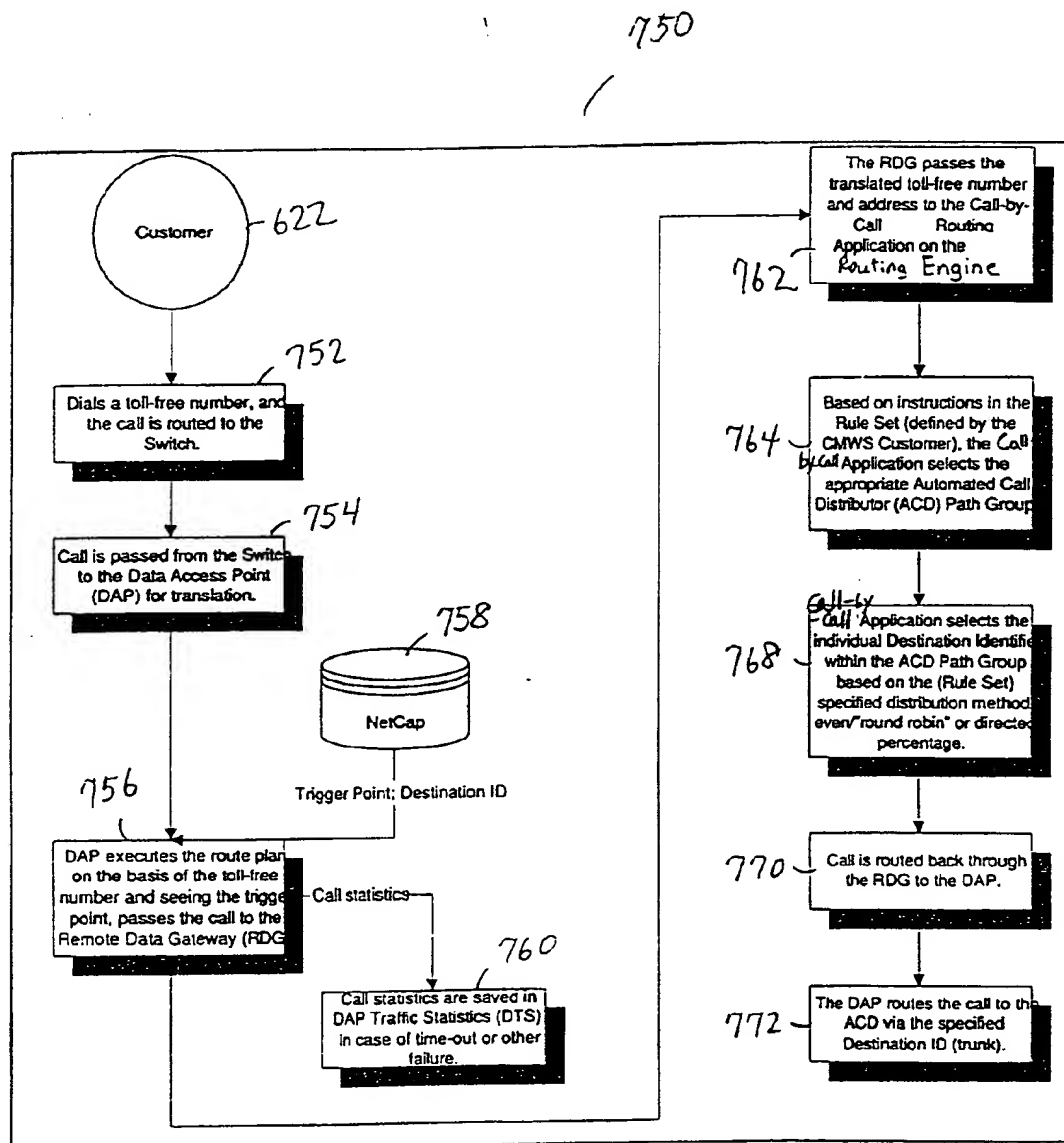 750
Customer
622
752
Dials a toll-free number, and
the call is routed to the
Switch.
754
Call is passed from the Switch
to the Data Access Point
(DAP) for translation.
758
NetCap
Trigger Point; Destination ID
756
DAP executes the route plan
on the basis of the toll-free
number and seeing the trigge
point, passes the call to the
Remote Data Gateway (RDG
Call statistics
760
Call statistics are saved in
DAP Traffic Statistics (DTS)
in case of time-out or other
failure.
The RDG passes the
translated toll-free number
and address to the Call-by-
Call Routing
Application on the
Routing Engine
762
Based on instructions in the
Rule Set (defined by the
CMWS Customer), the Call
by Call Application selects the
appropriate Automated Call
Distributor (ACD) Path Group
764
Call-by
-Call Application selects the
individual Destination Identifie
within the ACD Path Group
based on the (Rule Set)
specified distribution method
even/"round robin" or directed
percentage.
768
Call is routed back through
the RDG to the DAP.
770
The DAP routes the call to the
ACD via the specified
Destination ID (trunk).
772